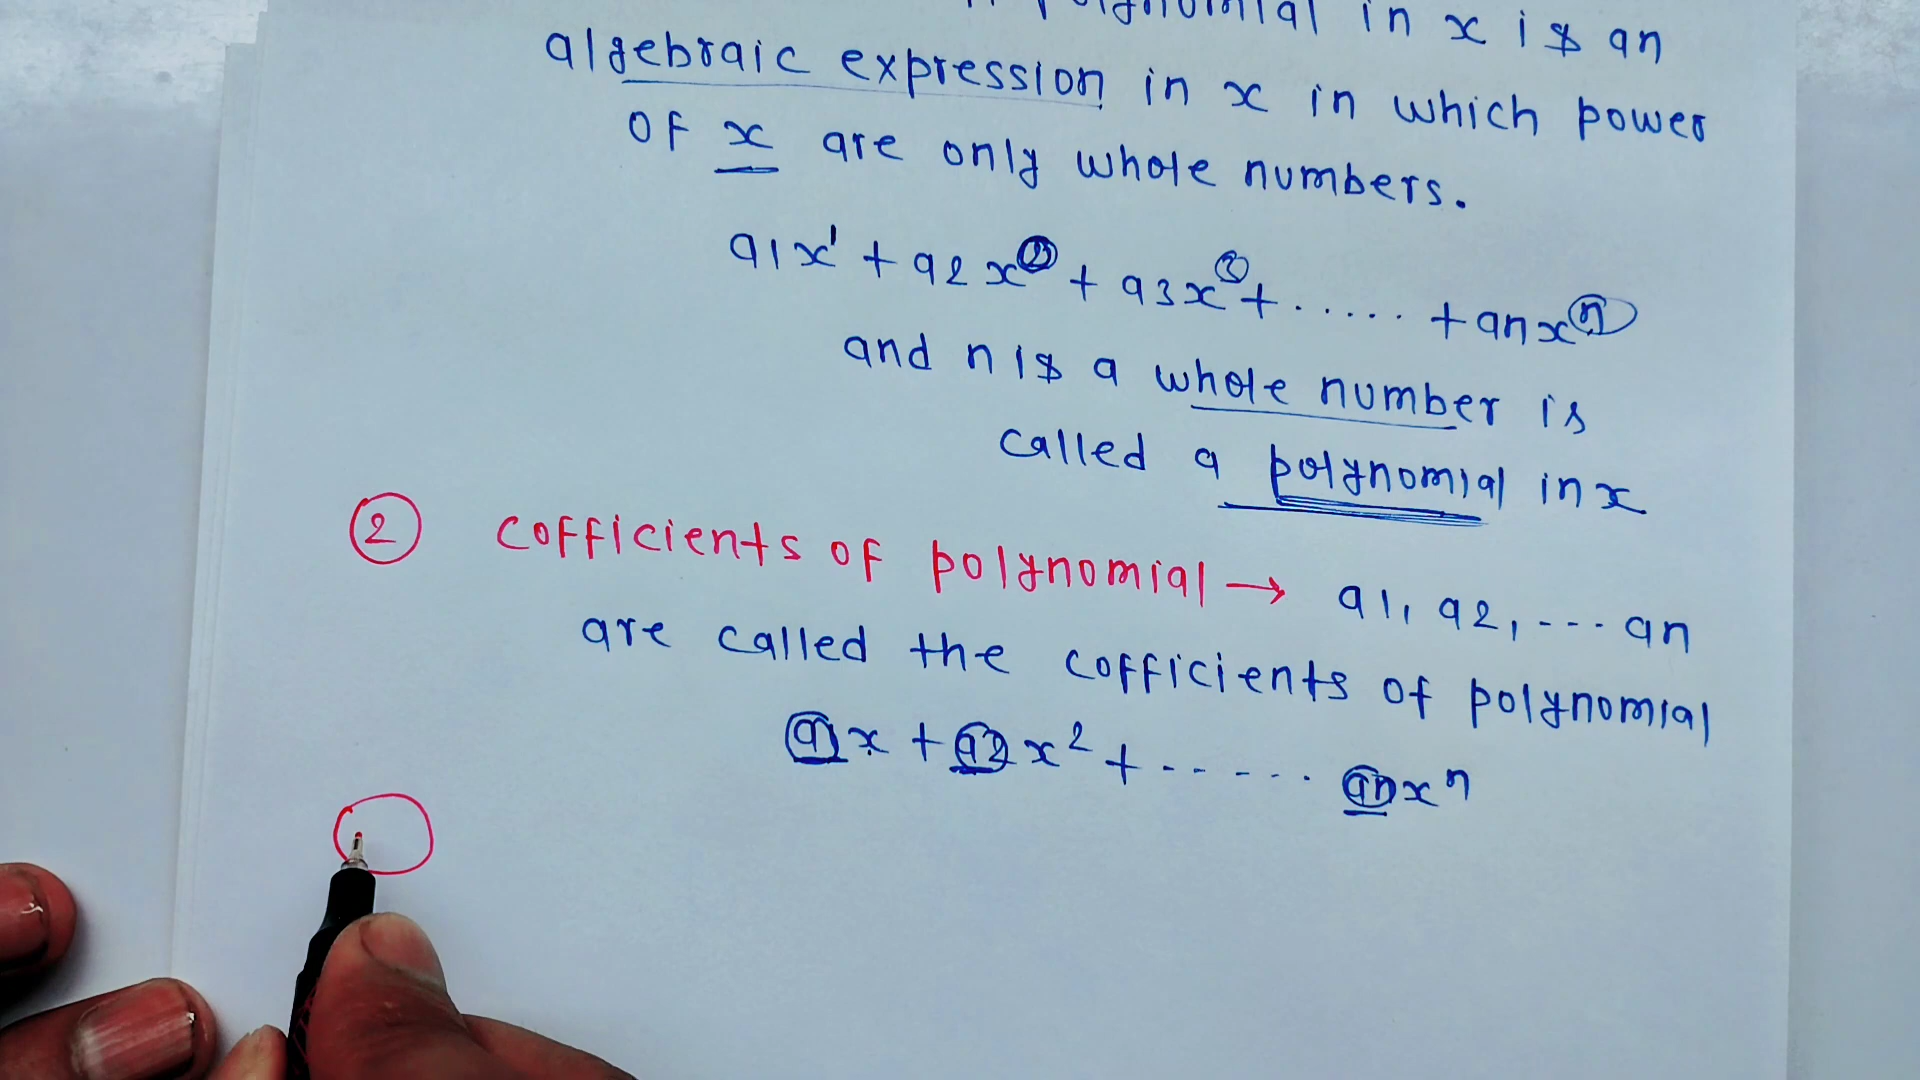 polynomial in x is an
algebraic expression in x in which power
of x are only whole numbers.
a1x¹ + a2x² + a3x³ + ..... + anxⁿ
and n is a whole number is
called a polynomial in x
2 cofficients of polynomial → a1, a2, --- an
are called the cofficients of polynomial
a1x + a2x² + ------ anxⁿ